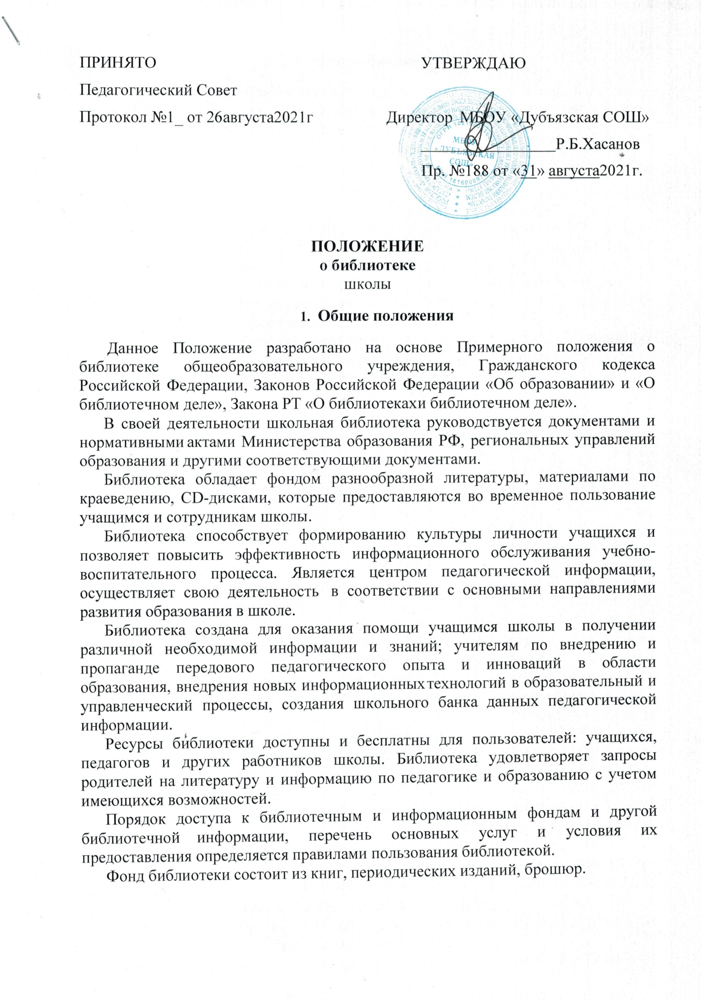 ПРИНЯТО
УТВЕРЖДАЮ
Педагогический Совет
Протокол №1_ от 26августа2021г
Директор МБОУ «Дубъязская СОШ»
Р.Б.Хасанов
Пр. №188 от «31» августа2021г.
МБОУ
«ДУБЪЯЗСКАЯ
СОШ»
ПОЛОЖЕНИЕ
о библиотеке
школы
1. Общие положения
Данное Положение разработано на основе Примерного положения о
библиотеке общеобразовательного учреждения, Гражданского кодекса
Российской Федерации, Законов Российской Федерации «Об образовании» и «О
библиотечном деле», Закона РТ «О библиотекахи библиотечном деле».
В своей деятельности школьная библиотека руководствуется документами и
нормативными актами Министерства образования РФ, региональных управлений
образования и другими соответствующими документами.
Библиотека обладает фондом разнообразной литературы, материалами по
краеведению, CD-дисками, которые предоставляются во временное пользование
учащимся и сотрудникам школы.
Библиотека способствует формированию культуры личности учащихся и
позволяет повысить эффективность информационного обслуживания учебно-
воспитательного процесса. Является центром педагогической информации,
осуществляет свою деятельность в соответствии с основными направлениями
развития образования в школе.
Библиотека создана для оказания помощи учащимся школы в получении
различной необходимой информации и знаний; учителям по внедрению и
пропаганде передового педагогического опыта и инноваций в области
образования, внедрения новых информационных технологий в образовательный и
управленческий процессы, создания школьного банка данных педагогической
информации.
Ресурсы библиотеки доступны и бесплатны для пользователей: учащихся,
педагогов и других работников школы. Библиотека удовлетворяет запросы
родителей на литературу и информацию по педагогике и образованию с учетом
имеющихся возможностей.
Порядок доступа к библиотечным и информационным фондам и другой
библиотечной информации, перечень основных услуг и условия их
предоставления определяется правилами пользования библиотекой.
Фонд библиотеки состоит из книг, периодических изданий, брошюр.